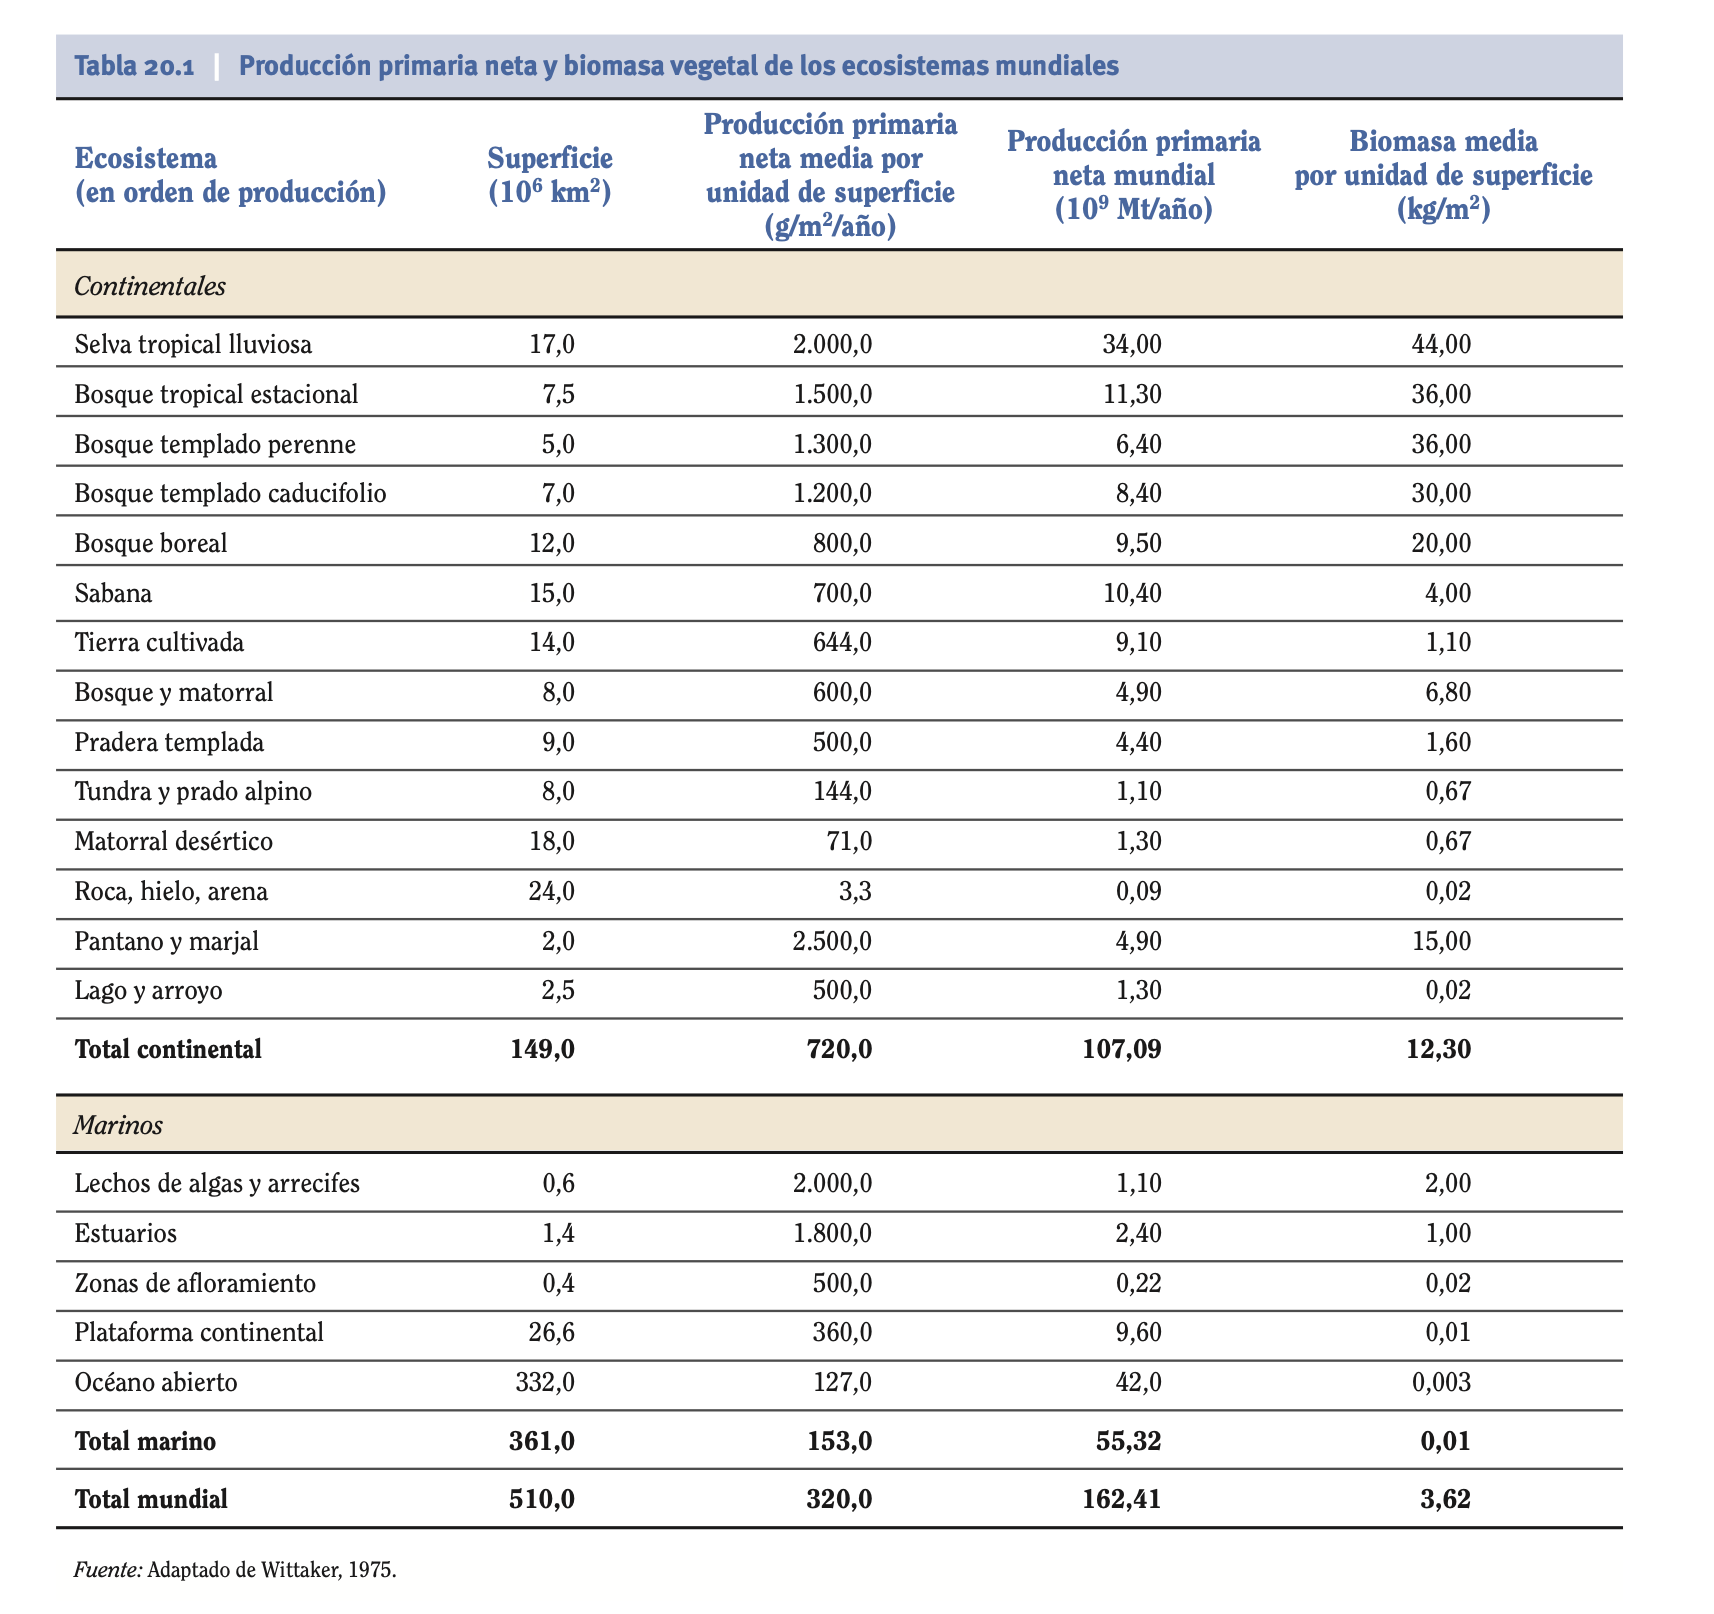 Tabla 20.1 | Producción primaria neta y biomasa vegetal de los ecosistemas mundiales
Ecosistema (en orden de producción) Superficie (10⁶ km²) Producción primaria neta media por unidad de superficie (g/m²/año) Producción primaria neta mundial (10⁹ Mt/año) Biomasa media por unidad de superficie (kg/m²)
Continentales
Selva tropical lluviosa 17,0 2.000,0 34,00 44,00
Bosque tropical estacional 7,5 1.500,0 11,30 36,00
Bosque templado perenne 5,0 1.300,0 6,40 36,00
Bosque templado caducifolio 7,0 1.200,0 8,40 30,00
Bosque boreal 12,0 800,0 9,50 20,00
Sabana 15,0 700,0 10,40 4,00
Tierra cultivada 14,0 644,0 9,10 1,10
Bosque y matorral 8,0 600,0 4,90 6,80
Pradera templada 9,0 500,0 4,40 1,60
Tundra y prado alpino 8,0 144,0 1,10 0,67
Matorral desértico 18,0 71,0 1,30 0,67
Roca, hielo, arena 24,0 3,3 0,09 0,02
Pantano y marjal 2,0 2.500,0 4,90 15,00
Lago y arroyo 2,5 500,0 1,30 0,02
Total continental 149,0 720,0 107,09 12,30
Marinos
Lechos de algas y arrecifes 0,6 2.000,0 1,10 2,00
Estuarios 1,4 1.800,0 2,40 1,00
Zonas de afloramiento 0,4 500,0 0,22 0,02
Plataforma continental 26,6 360,0 9,60 0,01
Océano abierto 332,0 127,0 42,0 0,003
Total marino 361,0 153,0 55,32 0,01
Total mundial 510,0 320,0 162,41 3,62
Fuente: Adaptado de Wittaker, 1975.